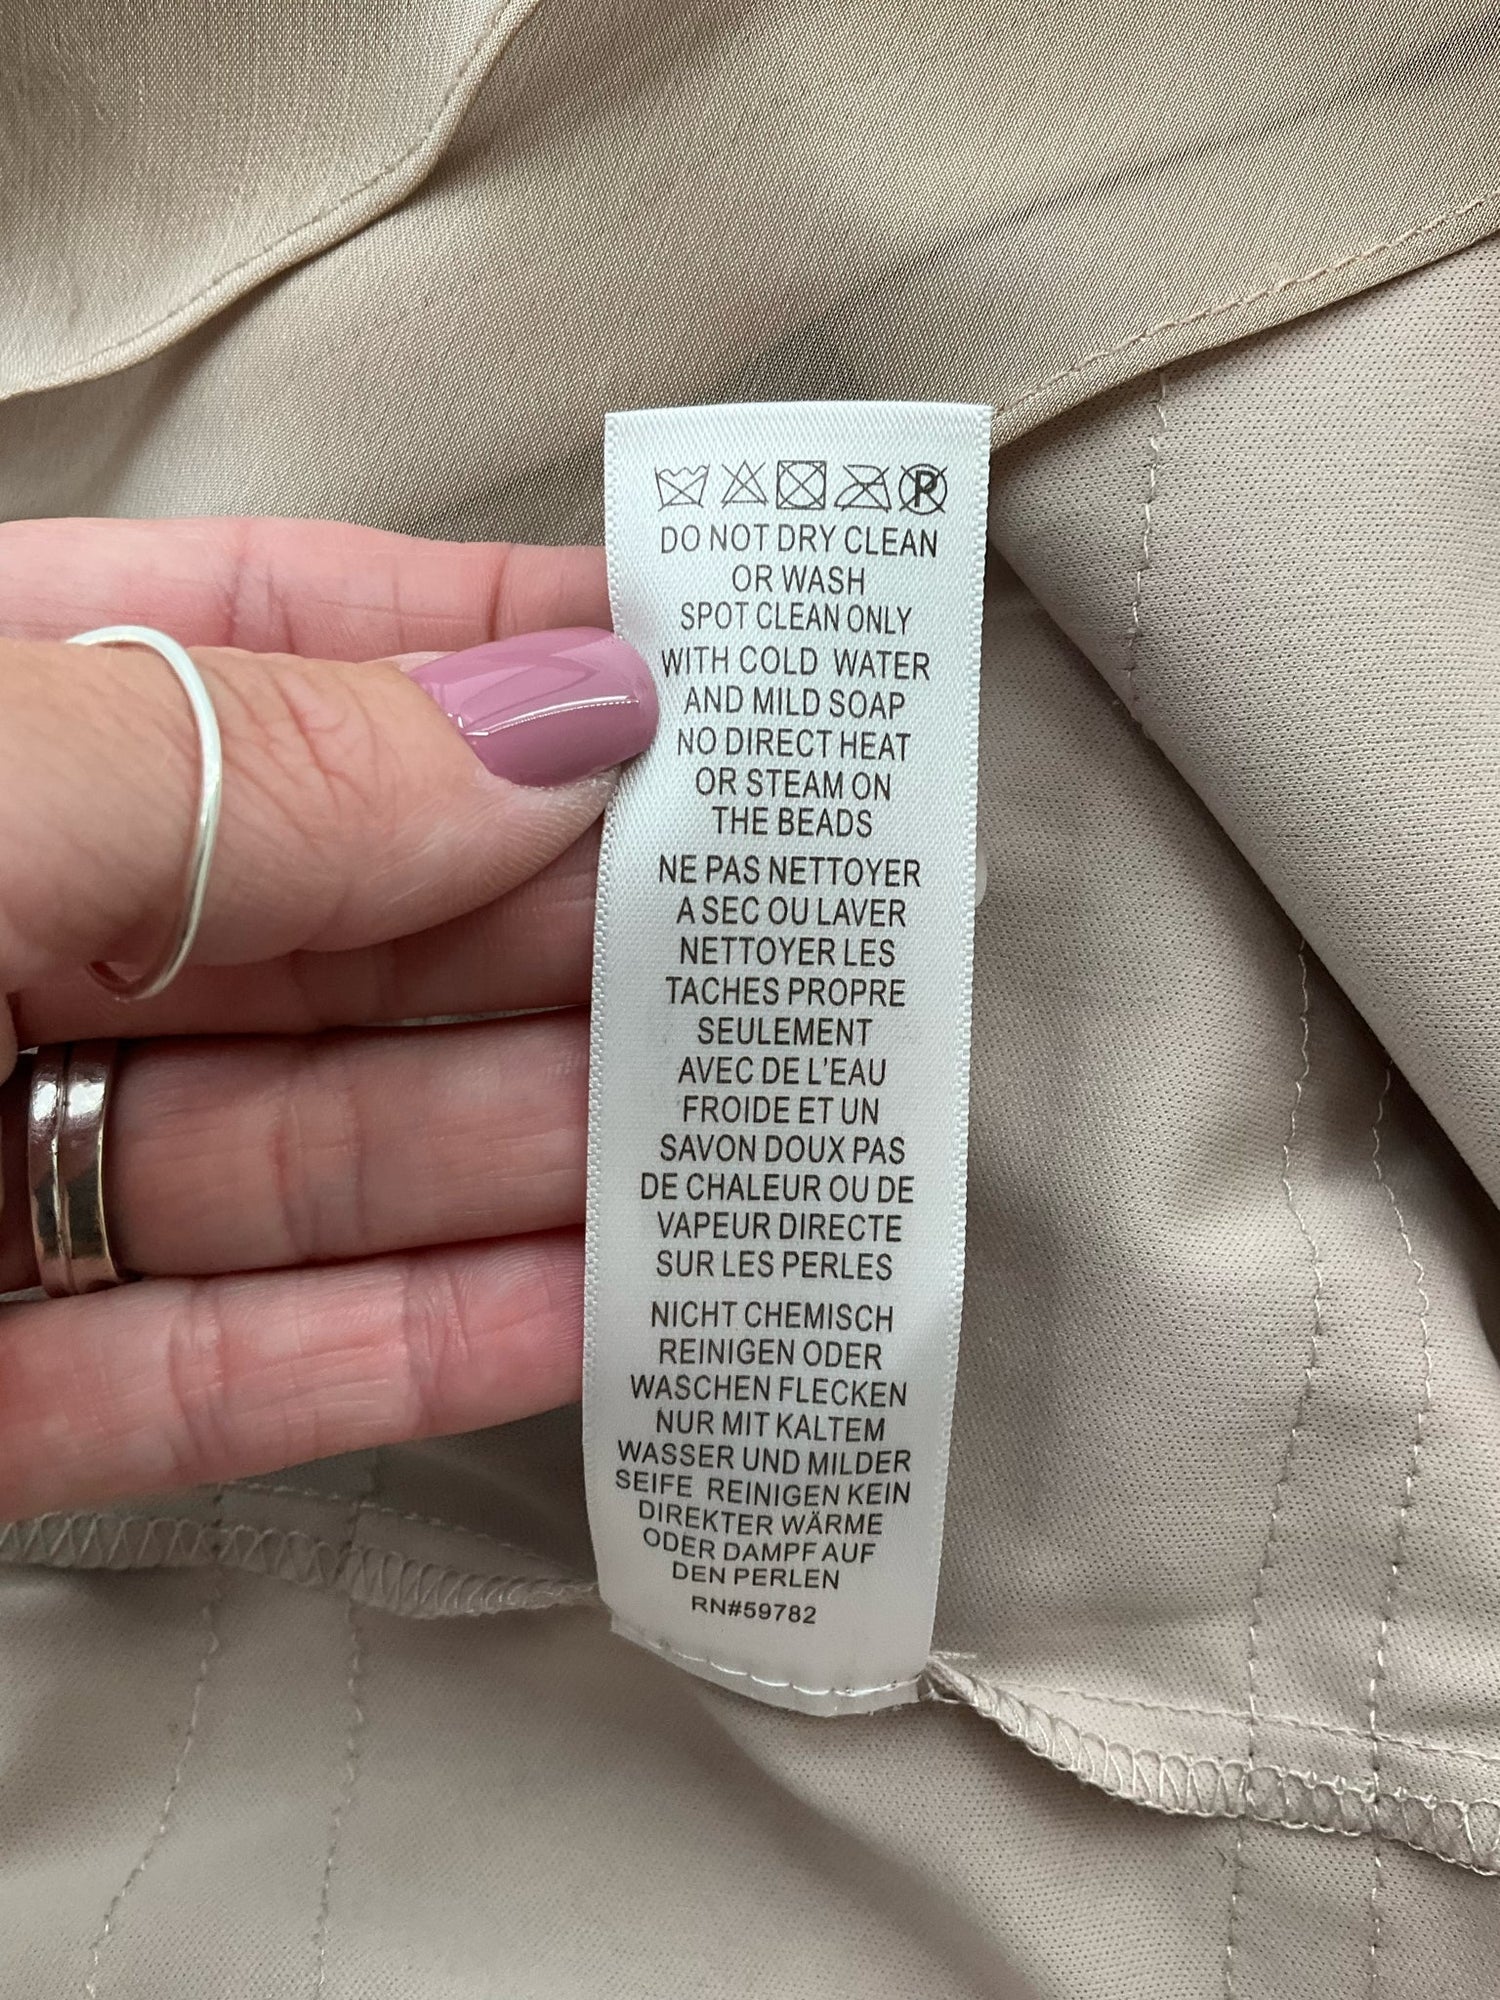 P
DO NOT DRY CLEAN
OR WASH
SPOT CLEAN ONLY
WITH COLD WATER
AND MILD SOAP
NO DIRECT HEAT
OR STEAM ON
THE BEADS
NE PAS NETTOYER
A SEC OU LAVER
NETTOYER LES
TACHES PROPRE
SEULEMENT
AVEC DE L'EAU
FROIDE ET UN
SAVON DOUX PAS
DE CHALEUR OU DE
VAPEUR DIRECTE
SUR LES PERLES
NICHT CHEMISCH
REINIGEN ODER
WASCHEN FLECKEN
NUR MIT KALTEM
WASSER UND MILDER
SEIFE REINIGEN KEIN
DIREKTER WÄRME
ODER DAMPF AUF
DEN PERLEN
RN#59782